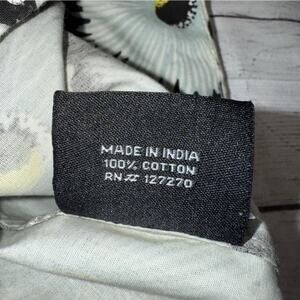 MADE IN INDIA
100% COTTON
RN# 127270